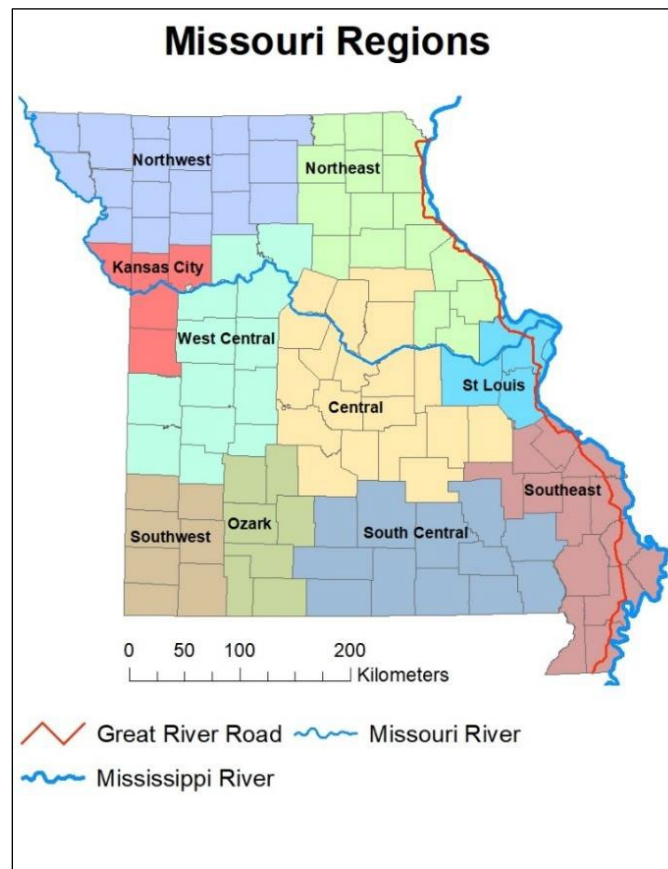 Missouri Regions
Northwest
Northeast
Kansas City
West Central
St Louis
Central
Southeast
Ozark
South Central
Southwest
0 50 100 200
Kilometers
Great River Road
Missouri River
Mississippi River